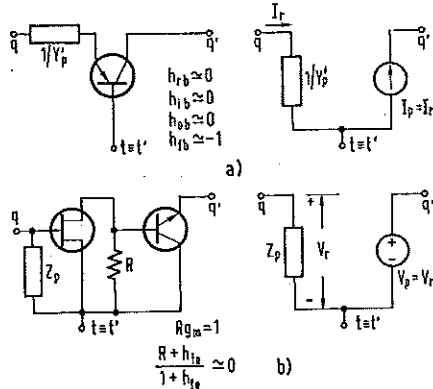 q
1/Y'p
q'
hrb≃0
hib≃0
hob≃0
hfb≃-1
t≡t'
Ir
q
1/Y'p
q'
Ip=Ir
t≡t'
a)
q
Zp
R
q'
t≡t'
Rgm=1
R+hie
1+hfe
≃0
q
+
Zp
Vr
-
q'
+
-
Vp=Vr
t≡t'
b)